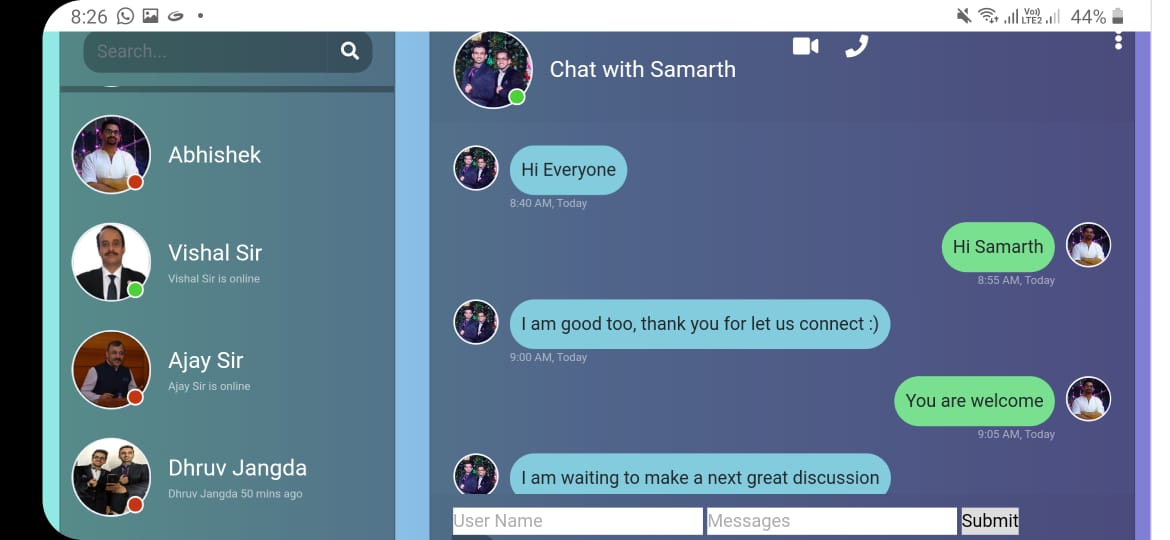 8:26
Vo))
LTE2
44%
Search...
Abhishek
Vishal Sir
Vishal Sir is online
Ajay Sir
Ajay Sir is online
Dhruv Jangda
Dhruv Jangda 50 mins ago
Chat with Samarth
Hi Everyone
8:40 AM, Today
Hi Samarth
8:55 AM, Today
I am good too, thank you for let us connect :)
9:00 AM, Today
You are welcome
9:05 AM, Today
I am waiting to make a next great discussion
User Name
Messages
Submit